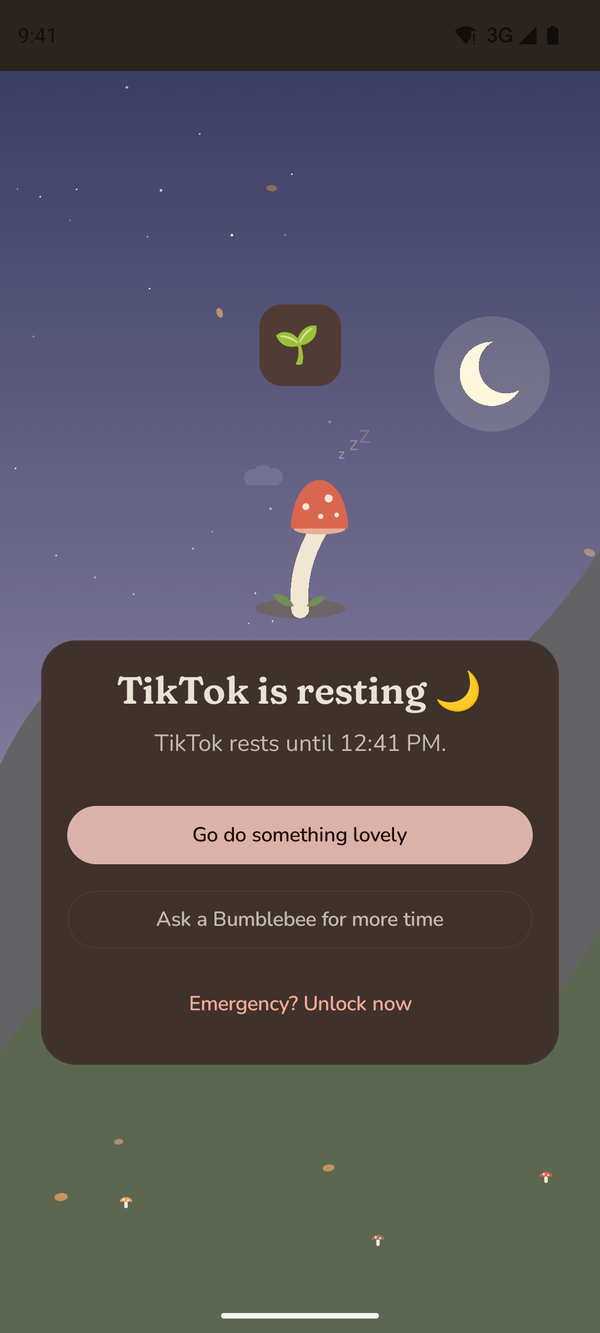 9:41
3G
z z Z
TikTok is resting 🌙
TikTok rests until 12:41 PM.
Go do something lovely
Ask a Bumblebee for more time
Emergency? Unlock now